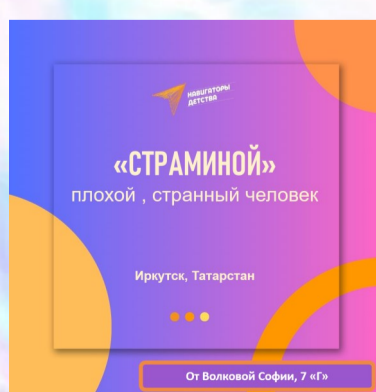 НАВИГАТОРЫ
ДЕТСТВА
«СТРАМИНОЙ»
плохой , странный человек
Иркутск, Татарстан
От Волковой Софии, 7 «Г»